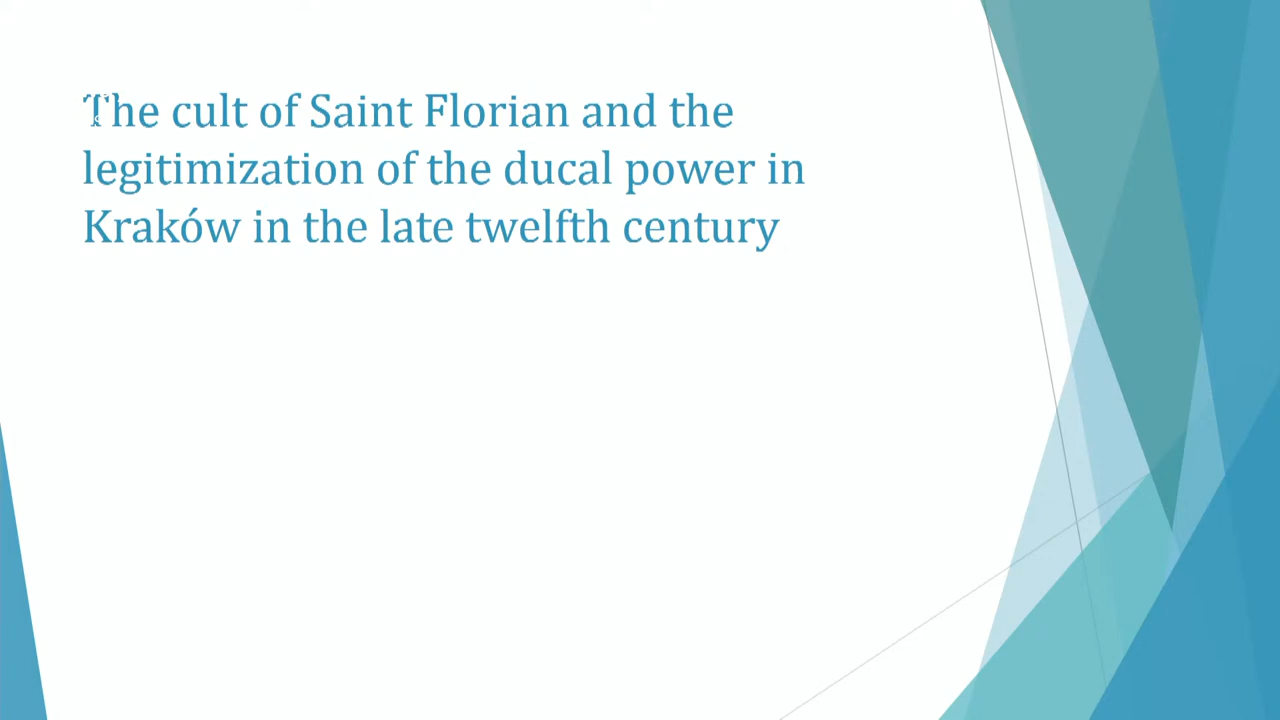 The cult of Saint Florian and the
legitimization of the ducal power in
Kraków in the late twelfth century